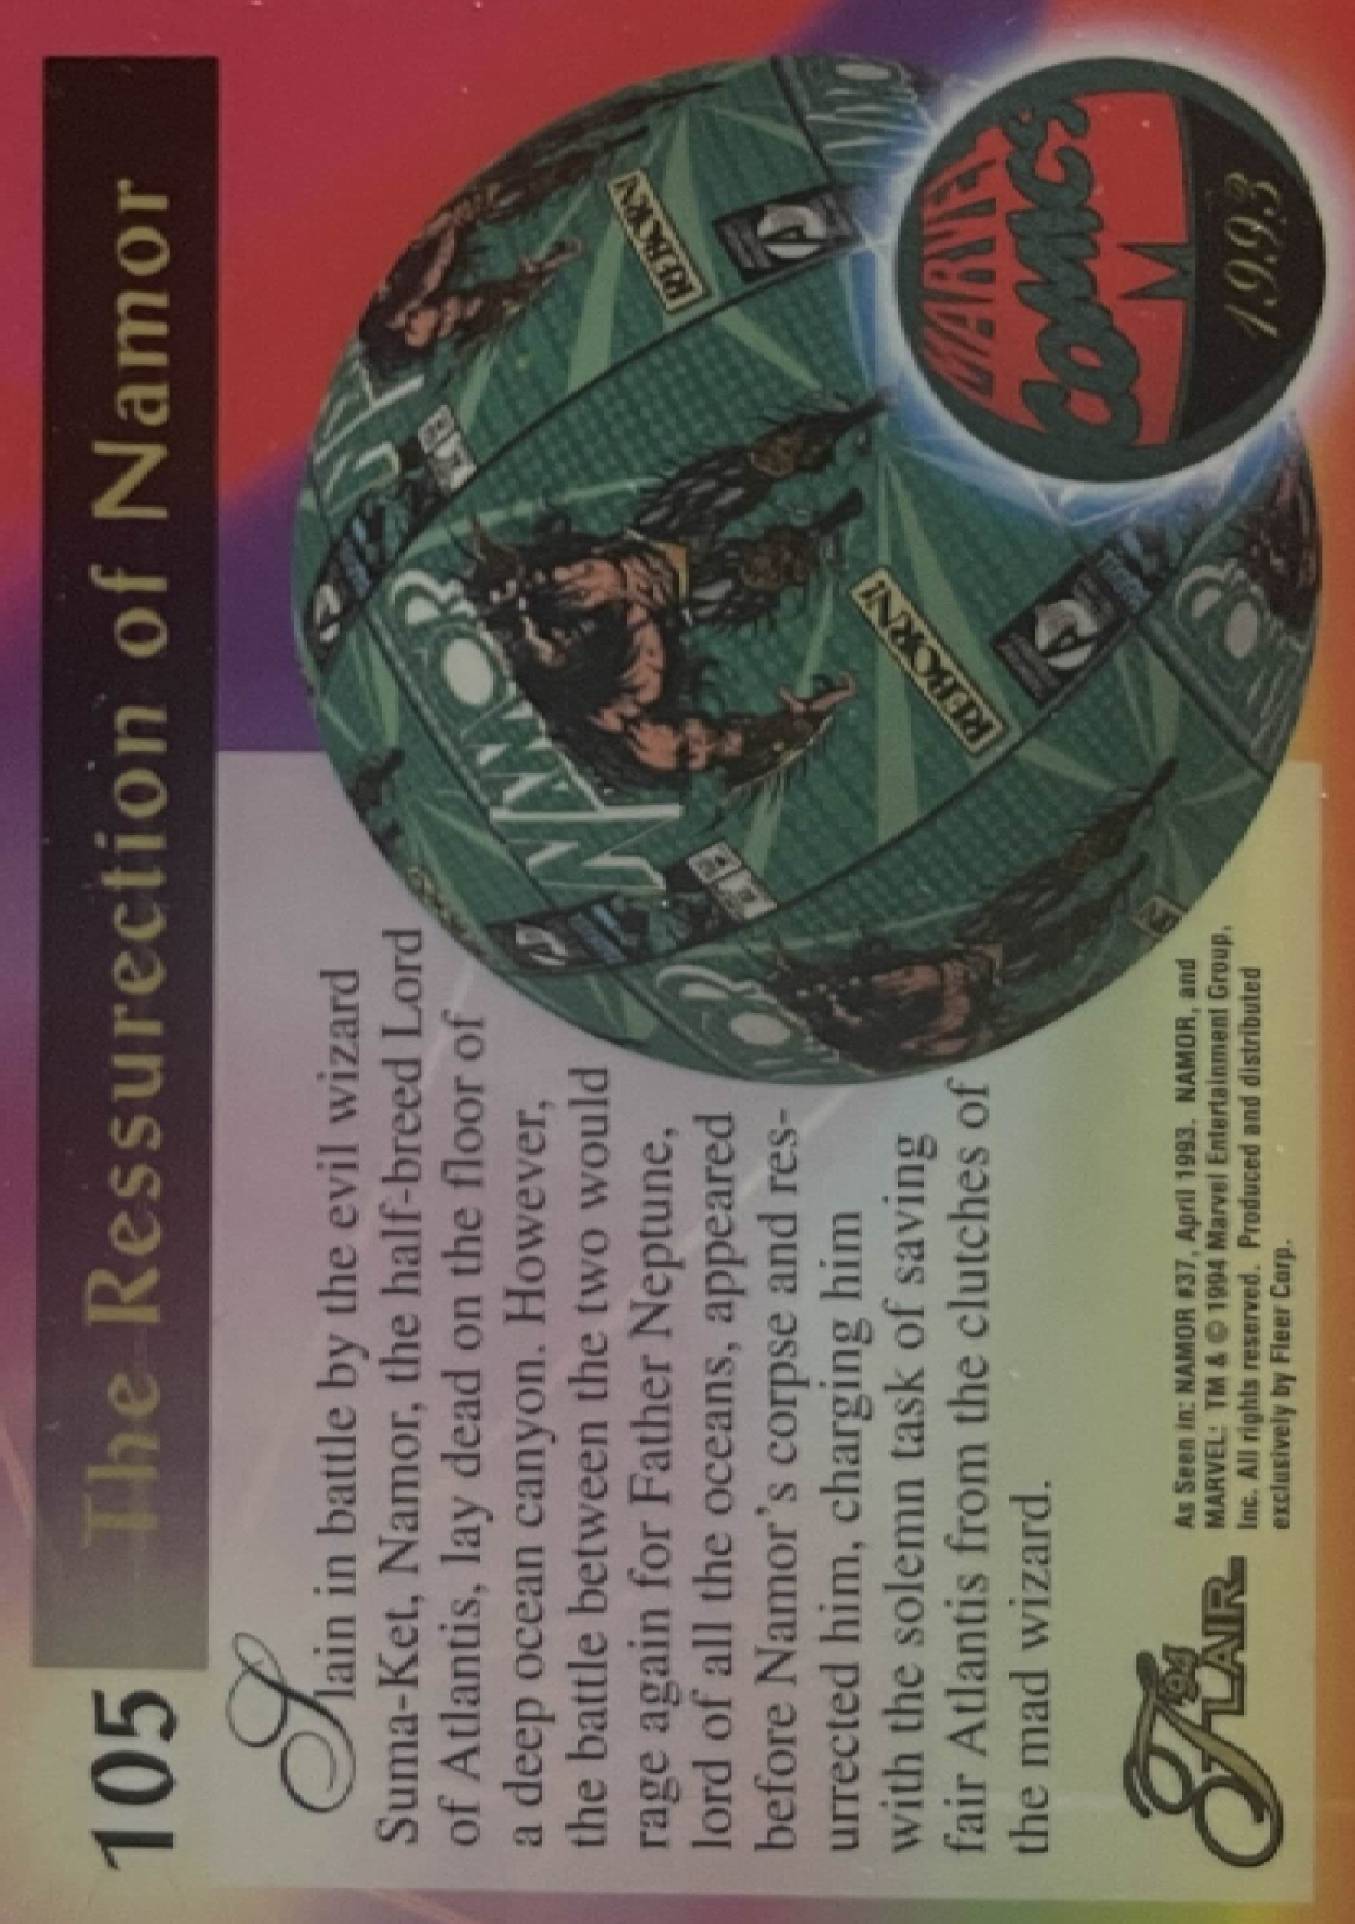 105
The Ressurection of Namor
Slain in battle by the evil wizard
Suma-Ket, Namor, the half-breed Lord
of Atlantis, lay dead on the floor of
a deep ocean canyon. However,
the battle between the two would
rage again for Father Neptune,
lord of all the oceans, appeared
before Namor's corpse and res-
urrected him, charging him
with the solemn task of saving
fair Atlantis from the clutches of
the mad wizard.
NAMOR
REBORN!
REBORN!
MARVEL
COMICS
M
1993
'94
FLAIR
As Seen in: NAMOR #37, April 1993. NAMOR, and
MARVEL: TM & © 1994 Marvel Entertainment Group,
Inc. All rights reserved. Produced and distributed
exclusively by Fleer Corp.